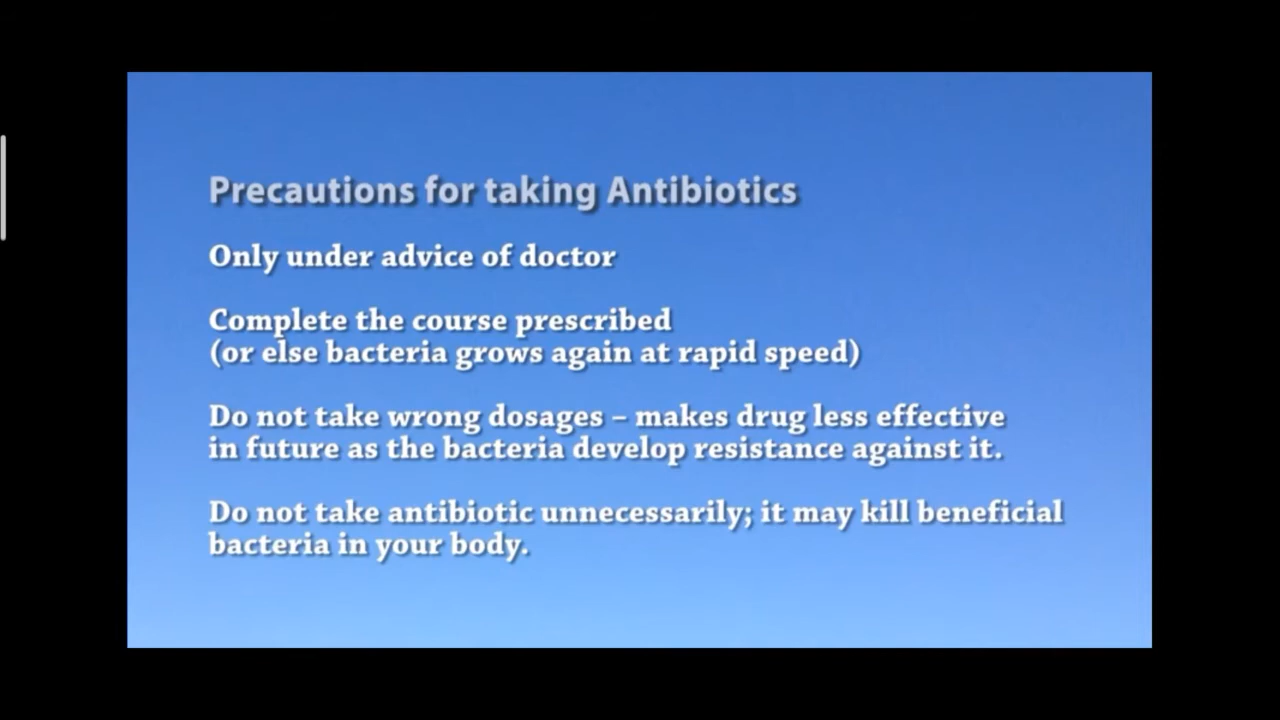 Precautions for taking Antibiotics
Only under advice of doctor
Complete the course prescribed
(or else bacteria grows again at rapid speed)
Do not take wrong dosages – makes drug less effective
in future as the bacteria develop resistance against it.
Do not take antibiotic unnecessarily; it may kill beneficial
bacteria in your body.